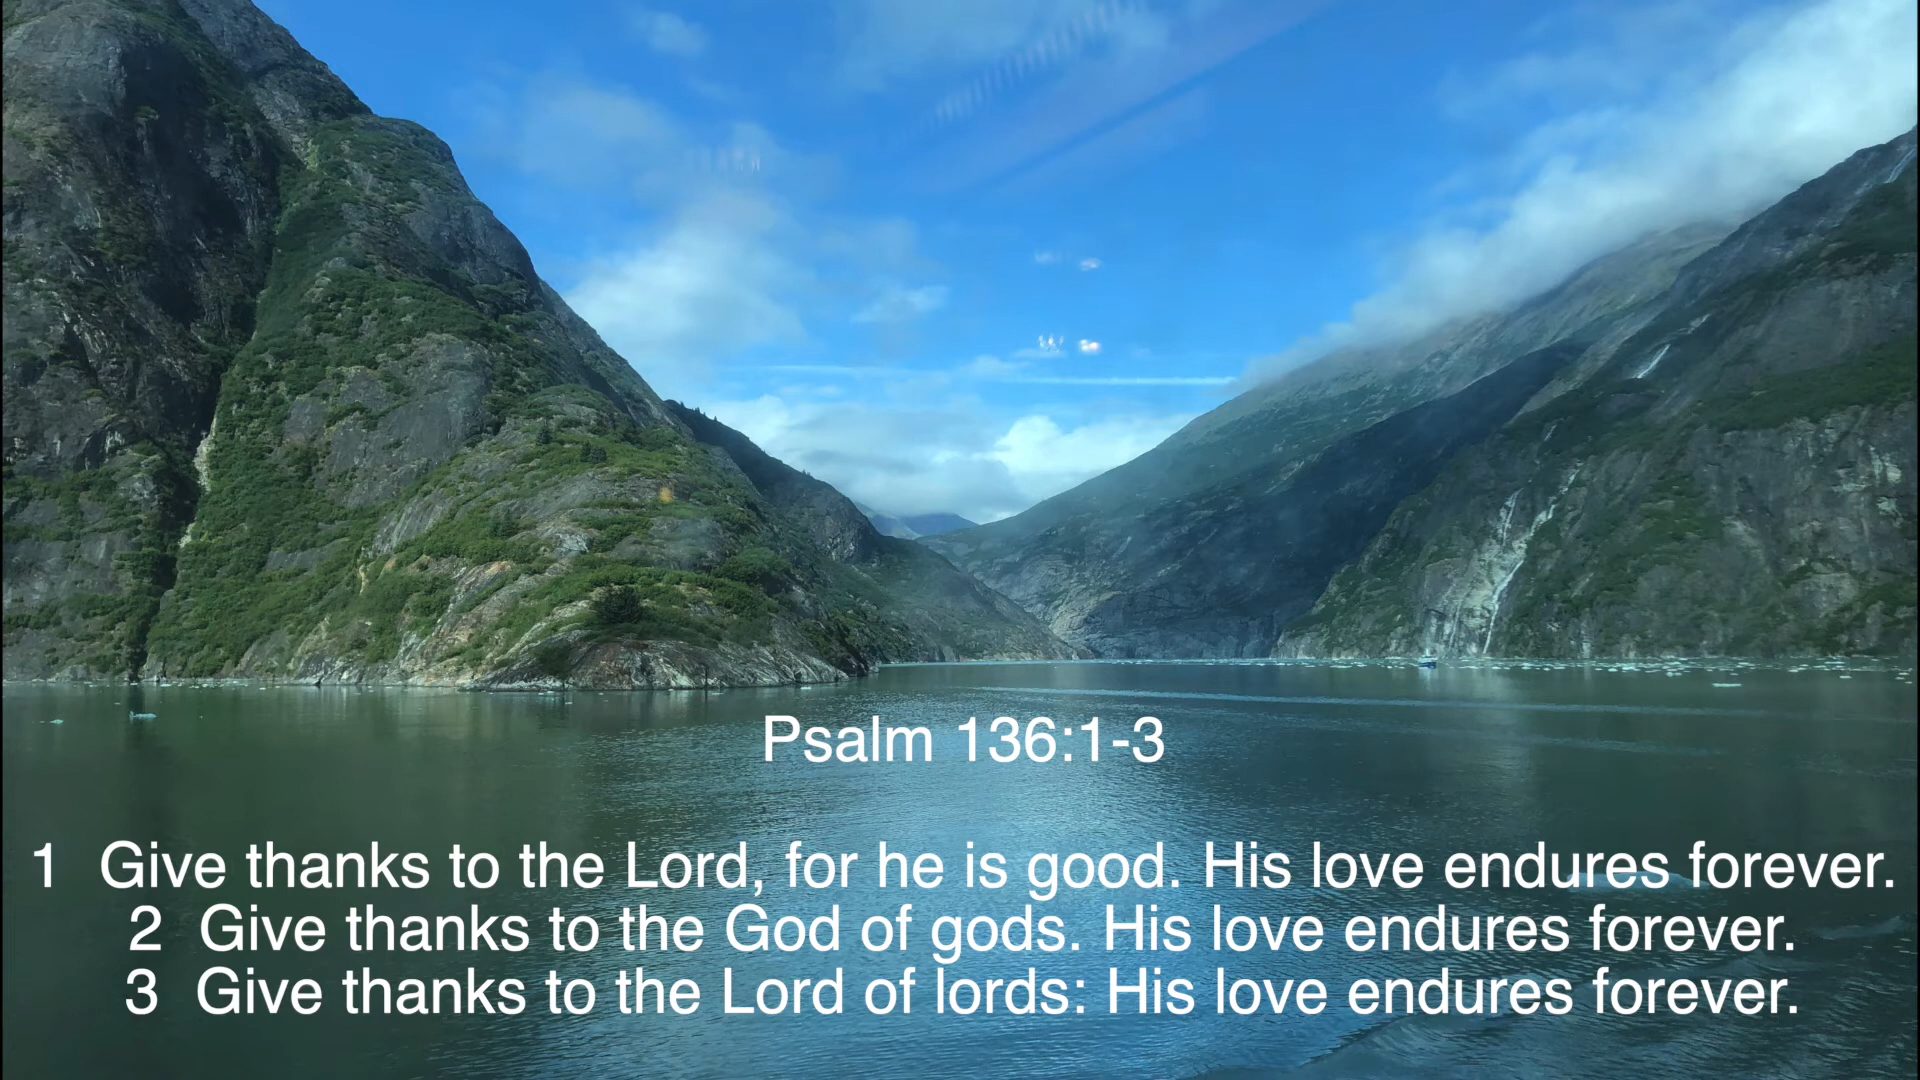 Psalm 136:1-3
1 Give thanks to the Lord, for he is good. His love endures forever.
2 Give thanks to the God of gods. His love endures forever.
3 Give thanks to the Lord of lords: His love endures forever.